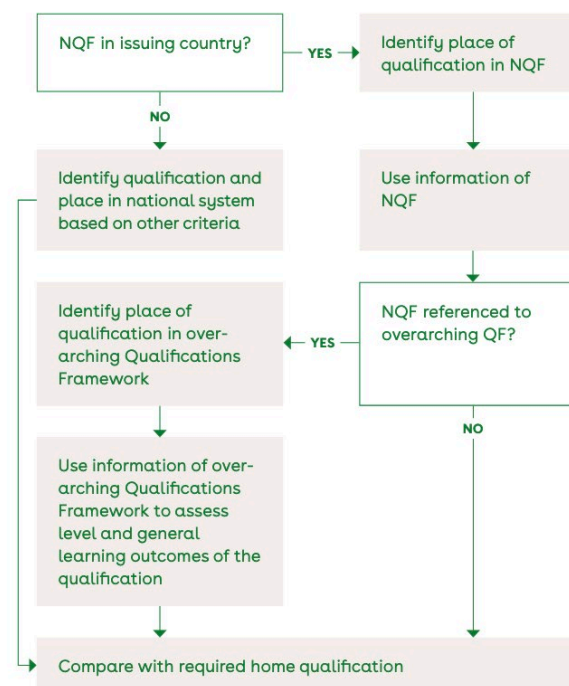 NQF in issuing country?
YES
Identify place of
qualification in NQF
NO
Identify qualification and
place in national system
based on other criteria
Use information of
NQF
Identify place of
qualification in over-
arching Qualifications
Framework
YES
NQF referenced to
overarching QF?
NO
Use information of over-
arching Qualifications
Framework to assess
level and general
learning outcomes of the
qualification
Compare with required home qualification